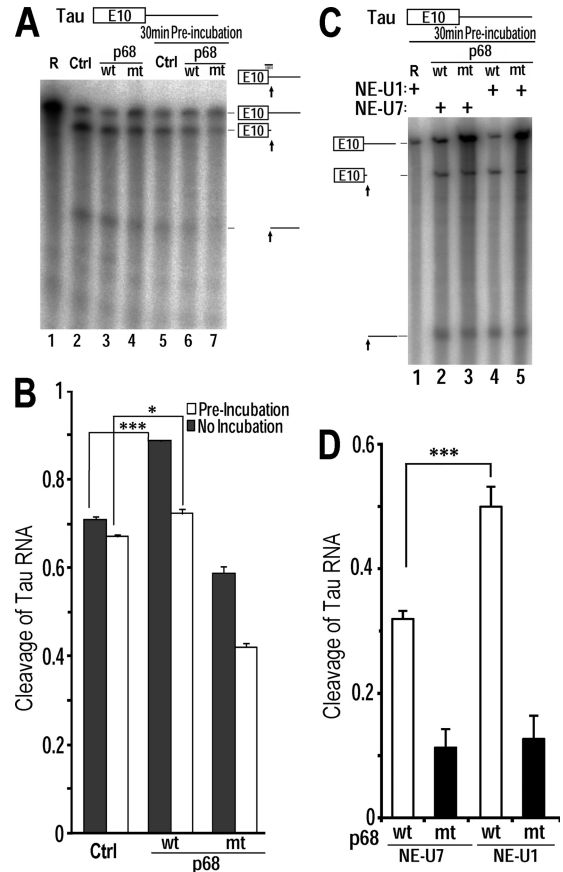 A
Tau E10
30min Pre-incubation
p68 p68
R Ctrl wt mt Ctrl wt mt
E10
E10
E10
1 2 3 4 5 6 7
C
Tau E10
30min Pre-incubation
p68
R wt mt wt mt
NE-U1: + + +
NE-U7: + +
E10
E10
1 2 3 4 5
B
Cleavage of Tau RNA
1
0.8
0.6
0.4
0.2
0
*
***
Pre-Incubation
No Incubation
Ctrl wt mt
p68
D
Cleavage of Tau RNA
0.6
0.4
0.2
0
***
p68 wt mt wt mt
NE-U7 NE-U1